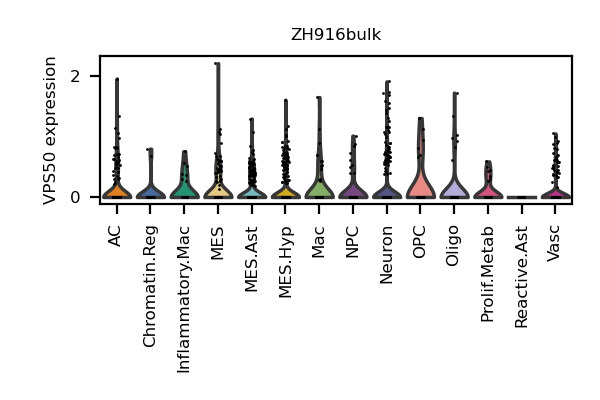 ZH916bulk
VPS50 expression
2
0
AC
Chromatin.Reg
Inflammatory.Mac
MES
MES.Ast
MES.Hyp
Mac
NPC
Neuron
OPC
Oligo
Prolif.Metab
Reactive.Ast
Vasc